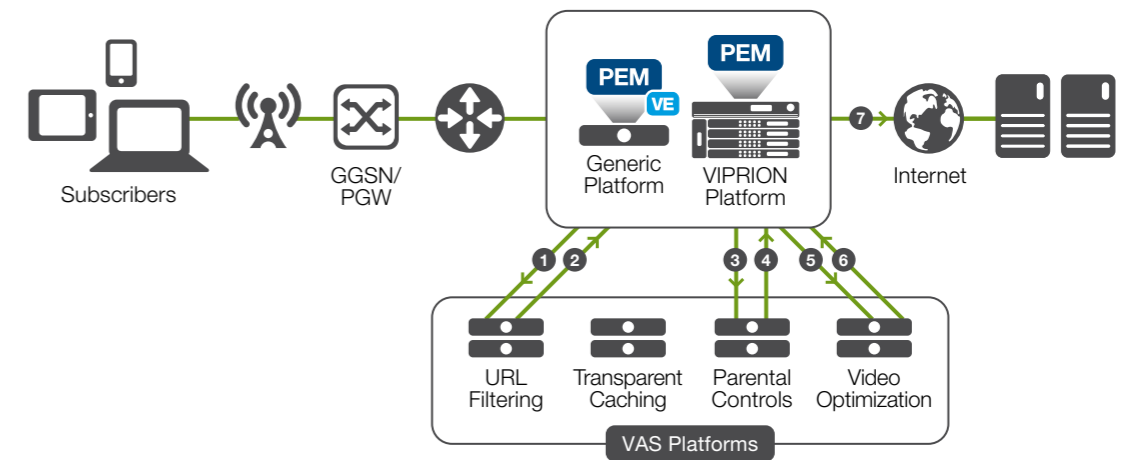 PEM
VE
Generic
Platform
PEM
VIPRION
Platform
Subscribers
GGSN/
PGW
7
Internet
1
2
3
4
5
6
URL
Filtering
Transparent
Caching
Parental
Controls
Video
Optimization
VAS Platforms